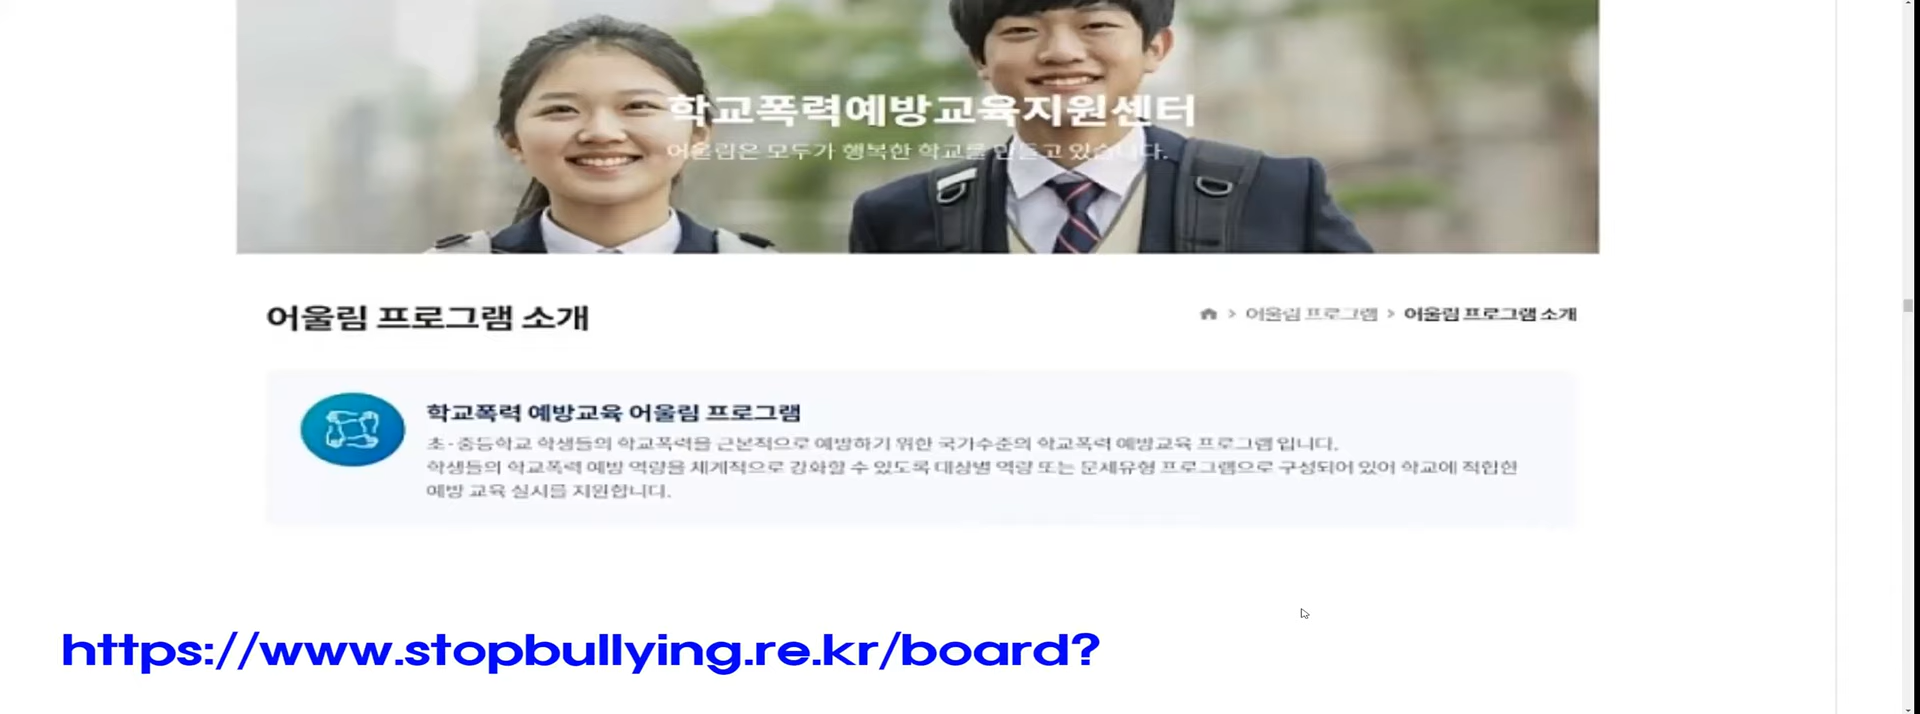 학교폭력예방교육지원센터
어울림은 모두가 행복한 학교를 만들고 있습니다.
어울림 프로그램 소개
> 어울림 프로그램 > 어울림 프로그램 소개
학교폭력 예방교육 어울림 프로그램
초·중등학교 학생들의 학교폭력을 근본적으로 예방하기 위한 국가수준의 학교폭력 예방교육 프로그램 입니다.
학생들의 학교폭력 예방 역량을 체계적으로 강화할 수 있도록 대상별 역량 또는 문제유형 프로그램으로 구성되어 있어 학교에 적합한
예방 교육 실시를 지원합니다.
https://www.stopbullying.re.kr/board?